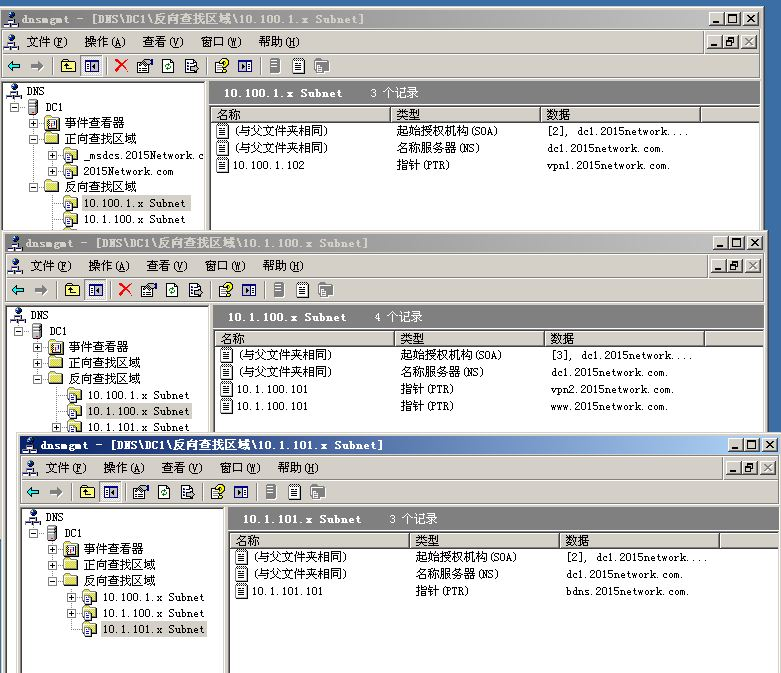 dnsmgmt - [DNS\DC1\反向查找区域\10.100.1.x Subnet]
文件(F) 操作(A) 查看(V) 窗口(W) 帮助(H)
DNS
DC1
事件查看器
正向查找区域
_msdcs.2015Network.c
2015Network.com
反向查找区域
10.100.1.x Subnet
10.1.100.x Subnet
10.100.1.x Subnet 3 个记录
名称 类型 数据
(与父文件夹相同) 起始授权机构(SOA) [2], dc1.2015network....
(与父文件夹相同) 名称服务器(NS) dc1.2015network.com.
10.100.1.102 指针(PTR) vpn1.2015network.com.
dnsmgmt - [DNS\DC1\反向查找区域\10.1.100.x Subnet]
文件(F) 操作(A) 查看(V) 窗口(W) 帮助(H)
DNS
DC1
事件查看器
正向查找区域
反向查找区域
10.100.1.x Subnet
10.1.100.x Subnet
10.1.101.x Subnet
10.1.100.x Subnet 4 个记录
名称 类型 数据
(与父文件夹相同) 起始授权机构(SOA) [3], dc1.2015network....
(与父文件夹相同) 名称服务器(NS) dc1.2015network.com.
10.1.100.101 指针(PTR) vpn2.2015network.com.
10.1.100.101 指针(PTR) www.2015network.com.
dnsmgmt - [DNS\DC1\反向查找区域\10.1.101.x Subnet]
文件(F) 操作(A) 查看(V) 窗口(W) 帮助(H)
DNS
DC1
事件查看器
正向查找区域
反向查找区域
10.100.1.x Subnet
10.1.100.x Subnet
10.1.101.x Subnet
10.1.101.x Subnet 3 个记录
名称 类型 数据
(与父文件夹相同) 起始授权机构(SOA) [2], dc1.2015network....
(与父文件夹相同) 名称服务器(NS) dc1.2015network.com.
10.1.101.101 指针(PTR) bdns.2015network.com.